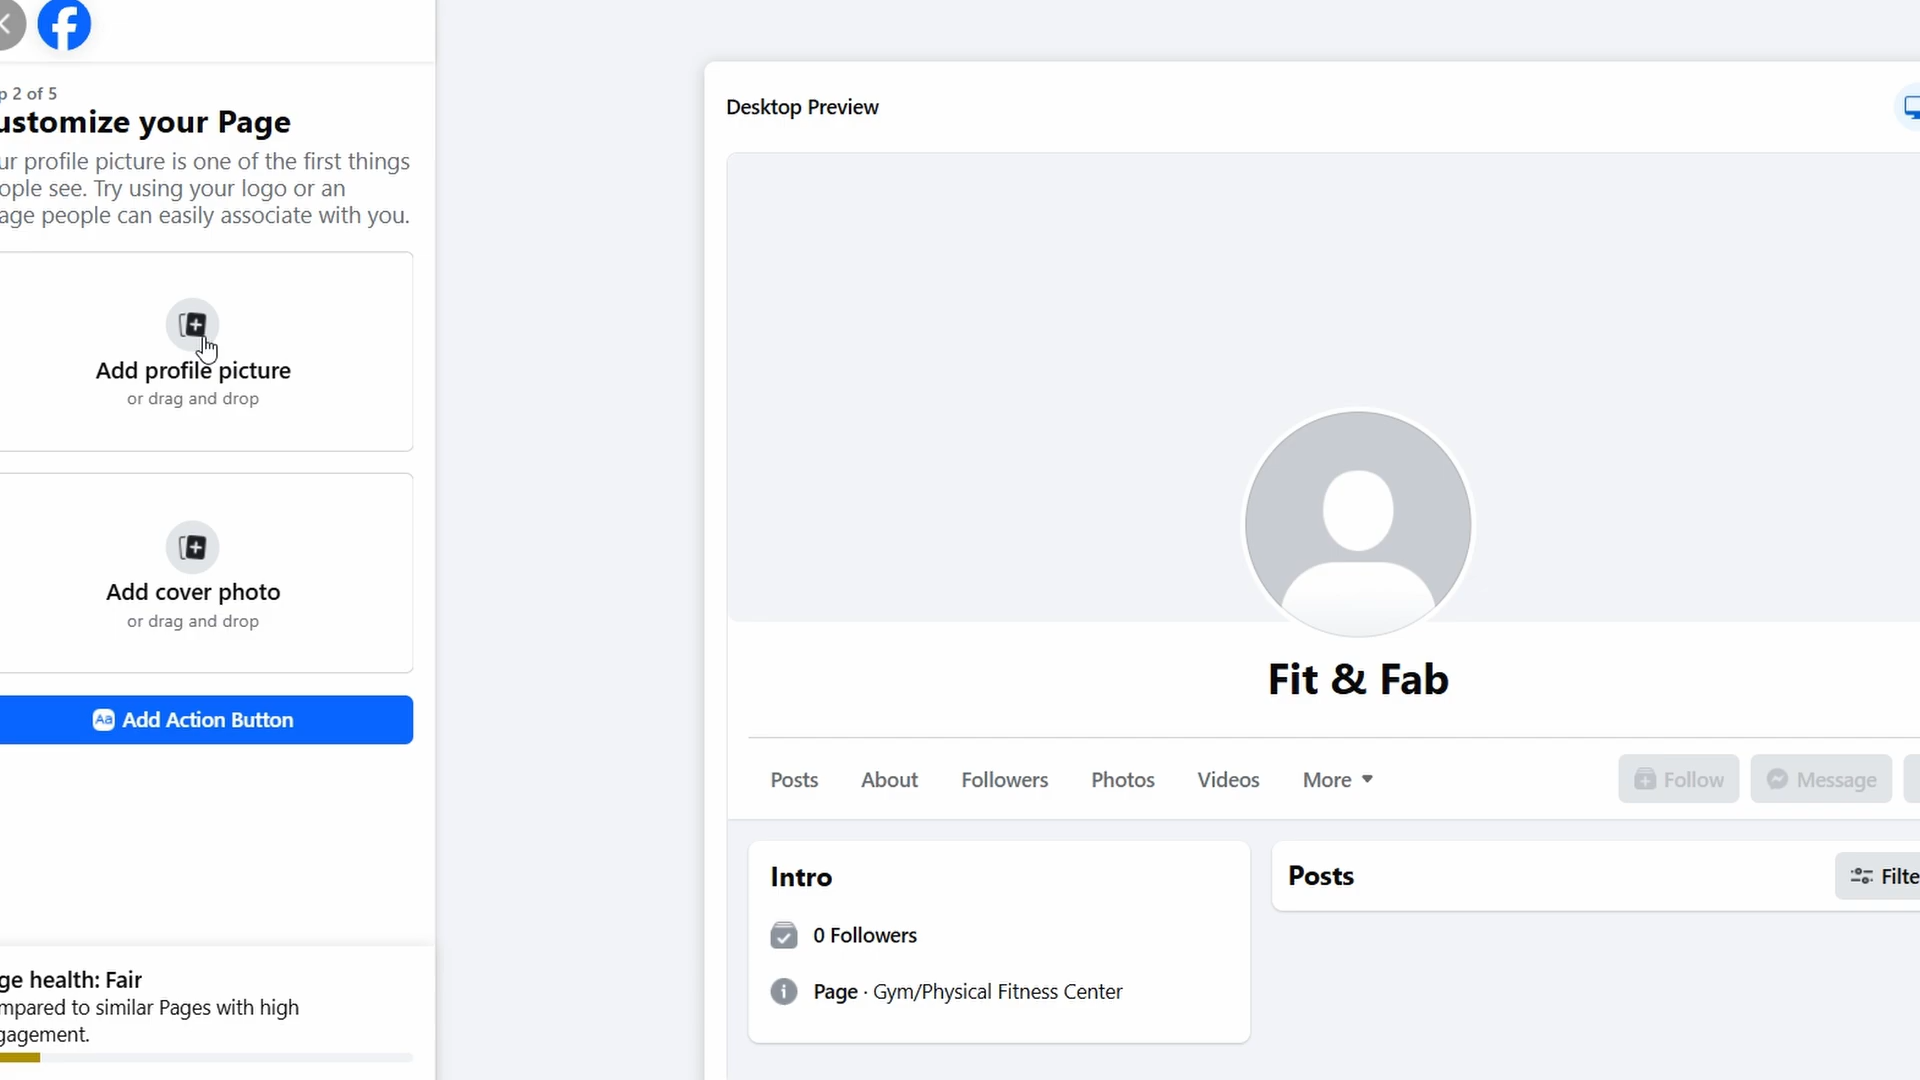 p 2 of 5
ustomize your Page
ur profile picture is one of the first things
ople see. Try using your logo or an
age people can easily associate with you.
Add profile picture
or drag and drop
Add cover photo
or drag and drop
Aa Add Action Button
ge health: Fair
mpared to similar Pages with high
gagement.
Desktop Preview
Fit & Fab
Posts About Followers Photos Videos More
Follow Message
Intro
0 Followers
Page · Gym/Physical Fitness Center
Posts
Filte